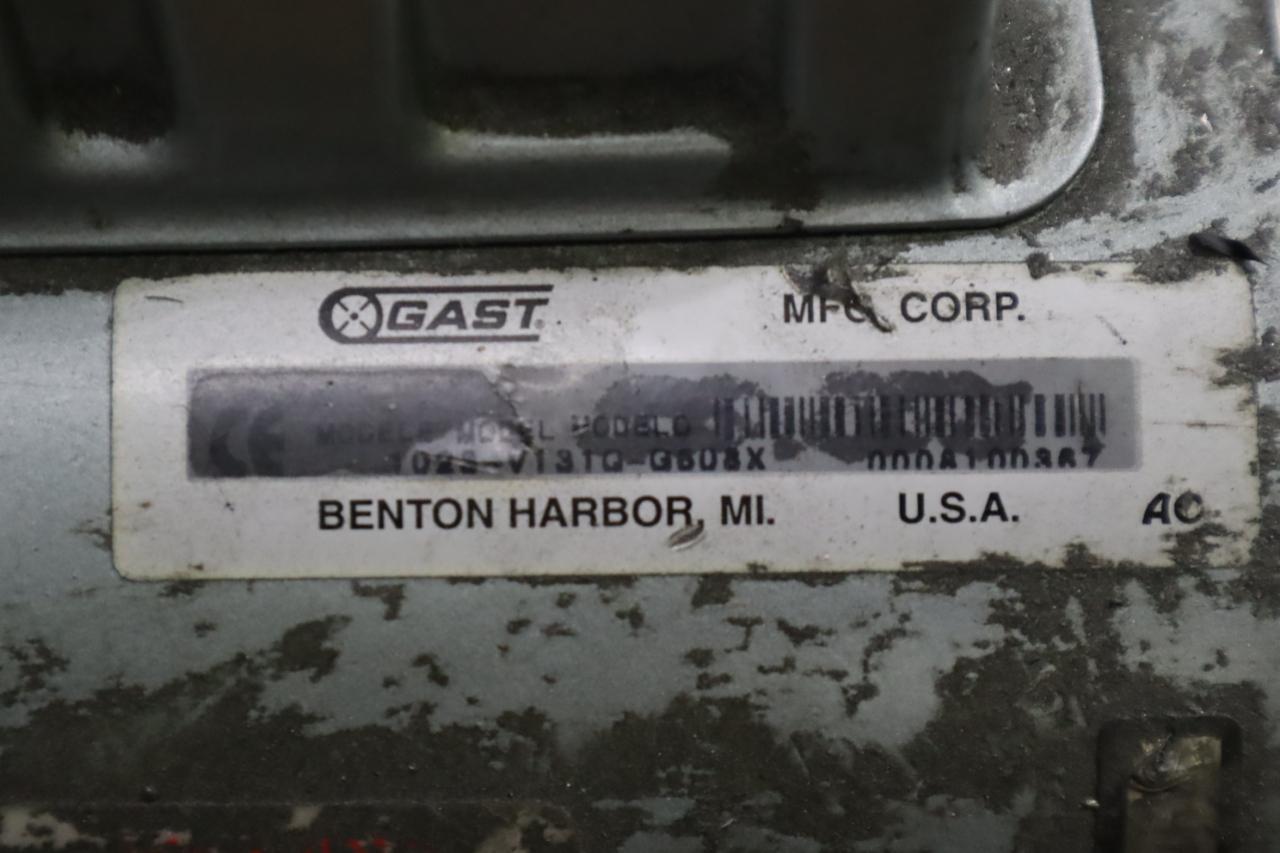 GAST MFG. CORP.
MODELE MODEL MODELO
1023-V131Q-G608X 000A100367
BENTON HARBOR, MI. U.S.A. AC